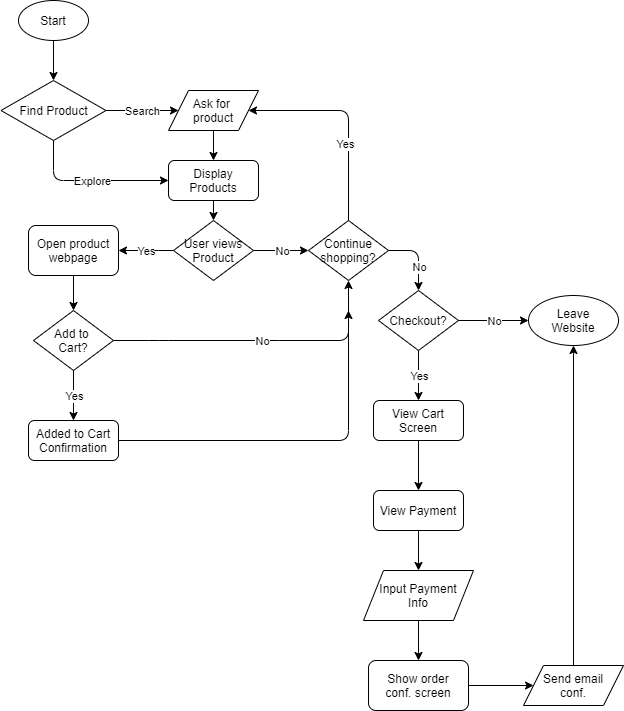 Start
Find Product
Search
Ask for
product
Yes
Explore
Display
Products
Open product
webpage
Yes
User views
Product
No
Continue
shopping?
No
Add to
Cart?
No
Checkout?
No
Leave
Website
Yes
Yes
Added to Cart
Confirmation
View Cart
Screen
View Payment
Input Payment
Info
Show order
conf. screen
Send email
conf.